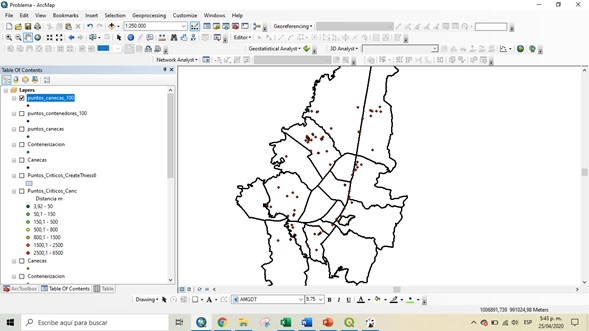 Problema - ArcMap
File Edit View Bookmarks Insert Selection Geoprocessing Customize Windows Help
1:250.000
Georeferencing
Editor
Geostatistical Analyst
3D Analyst
Network Analyst
Table Of Contents
Layers
puntos_canecas_100
puntos_contenedores_100
puntos_canecas
Contenerizacion
Canecas
Puntos_Criticos_CreateThiessE
Puntos_Criticos_Canc
Distancia m
3,92 - 50
50,1 - 150
150,1 - 500
500,1 - 800
800,1 - 1500
1500,1 - 2500
2500,1 - 6500
Canecas
Contenerizacion
ArcToolbox Table Of Contents Table
Drawing
AMGDT 5,75 B I U A
1006891,739 991024,98 Meters
Escribe aquí para buscar
ESP
5:43 p. m.
25/04/2020